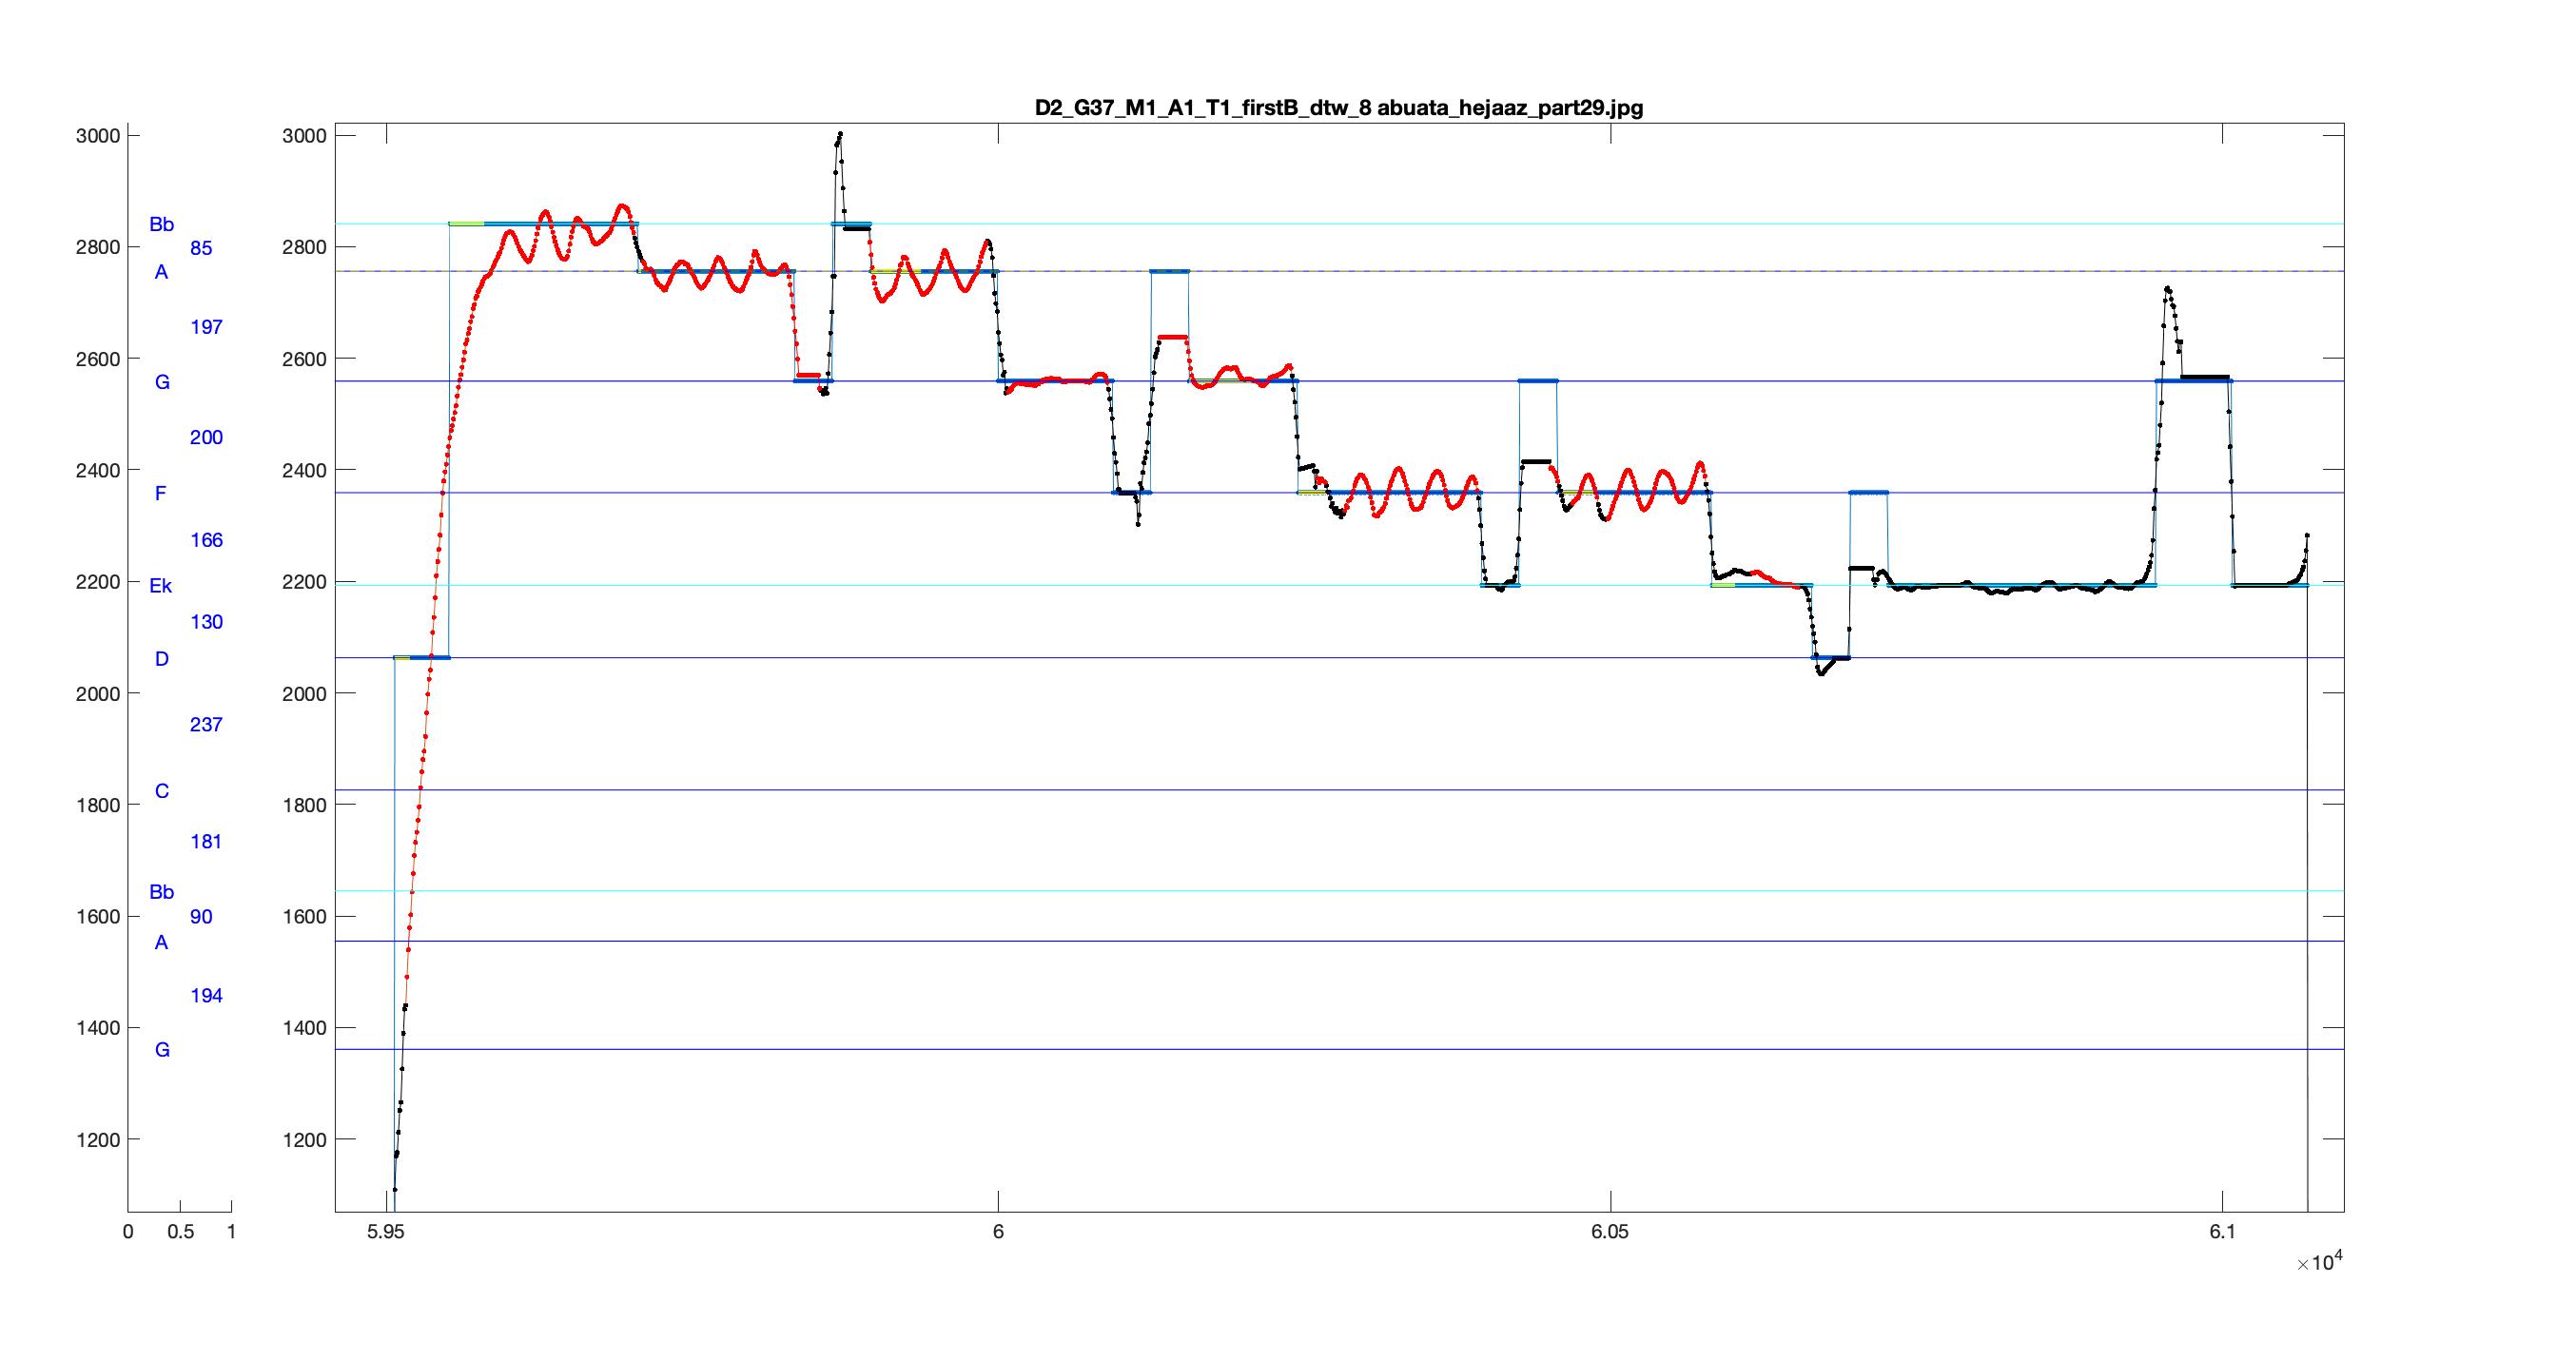 D2_G37_M1_A1_T1_firstB_dtw_8 abuata_hejaaz_part29.jpg
3000 3000
Bb
2800 85 2800
A
197
2600 2600
G
200
2400 2400
F
166
2200 Ek 2200
130
D
2000 2000
237
1800 C 1800
181
1600 Bb 1600
90
A
194
1400 1400
G
1200 1200
0 0.5 1 5.95 6 6.05 6.1
×10^4